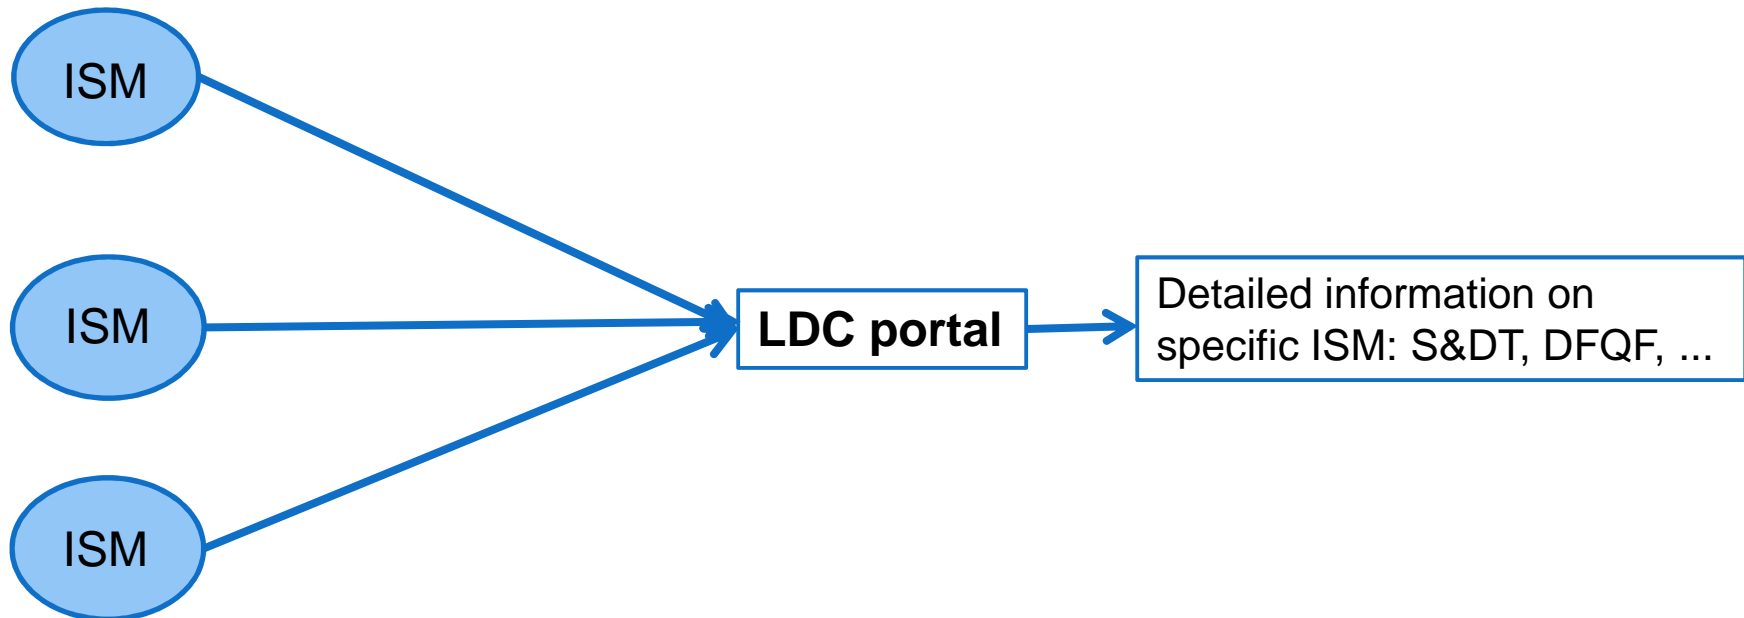 ISM
ISM
ISM
LDC portal
Detailed information on
specific ISM: S&DT, DFQF, ...